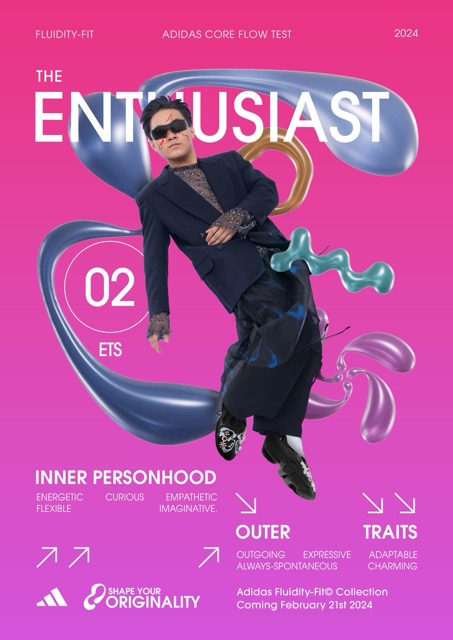 FLUIDITY-FIT
ADIDAS CORE FLOW TEST
2024
THE
ENTHUSIAST
02
ETS
INNER PERSONHOOD
ENERGETIC CURIOUS EMPATHETIC
FLEXIBLE IMAGINATIVE.
OUTER TRAITS
OUTGOING EXPRESSIVE ADAPTABLE
ALWAYS-SPONTANEOUS CHARMING
SHAPE YOUR
ORIGINALITY
Adidas Fluidity-Fit© Collection
Coming February 21st 2024